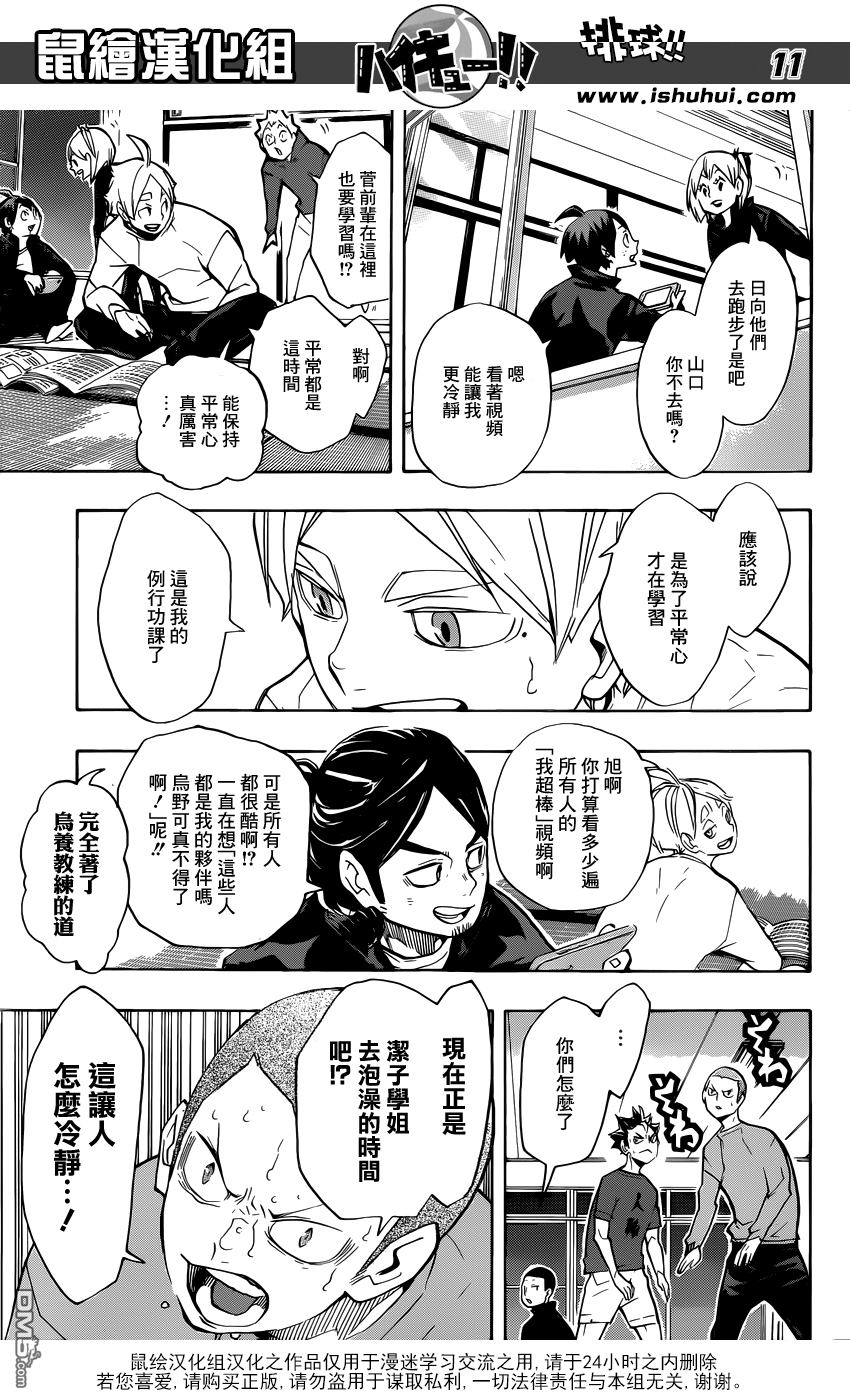 鼠繪漢化組
ハイキュー!!
排球!!
11
www.ishuhui.com
日向他們
去跑步了是吧
山口
你不去嗎?
嗯
看著視頻
能讓我
更冷靜
菅前輩在這裡
也要學習嗎!?
對啊
平常都是
這時間
能保持
平常心
真厲害
…!
應該說
是為了平常心
才在學習
這是我的
例行功課了
旭啊
你打算看多少遍
所有人的
「我超棒」視頻啊
可是所有人
都很酷啊!?
一直在想「這些人
都是我的夥伴嗎
烏野可真不得了
啊!」呢!!
完全著了
烏養教練的道
そわ
そわ
…
你們怎麼了
現在正是
潔子學姐
去泡澡的時間
吧!?
這讓人
怎麼冷靜…!
DM5.com
鼠绘汉化组汉化之作品仅用于漫迷学习交流之用, 请于24小时之内删除
若您喜爱, 请购买正版, 请勿用于谋取私利, 一切法律责任与本组无关, 谢谢。